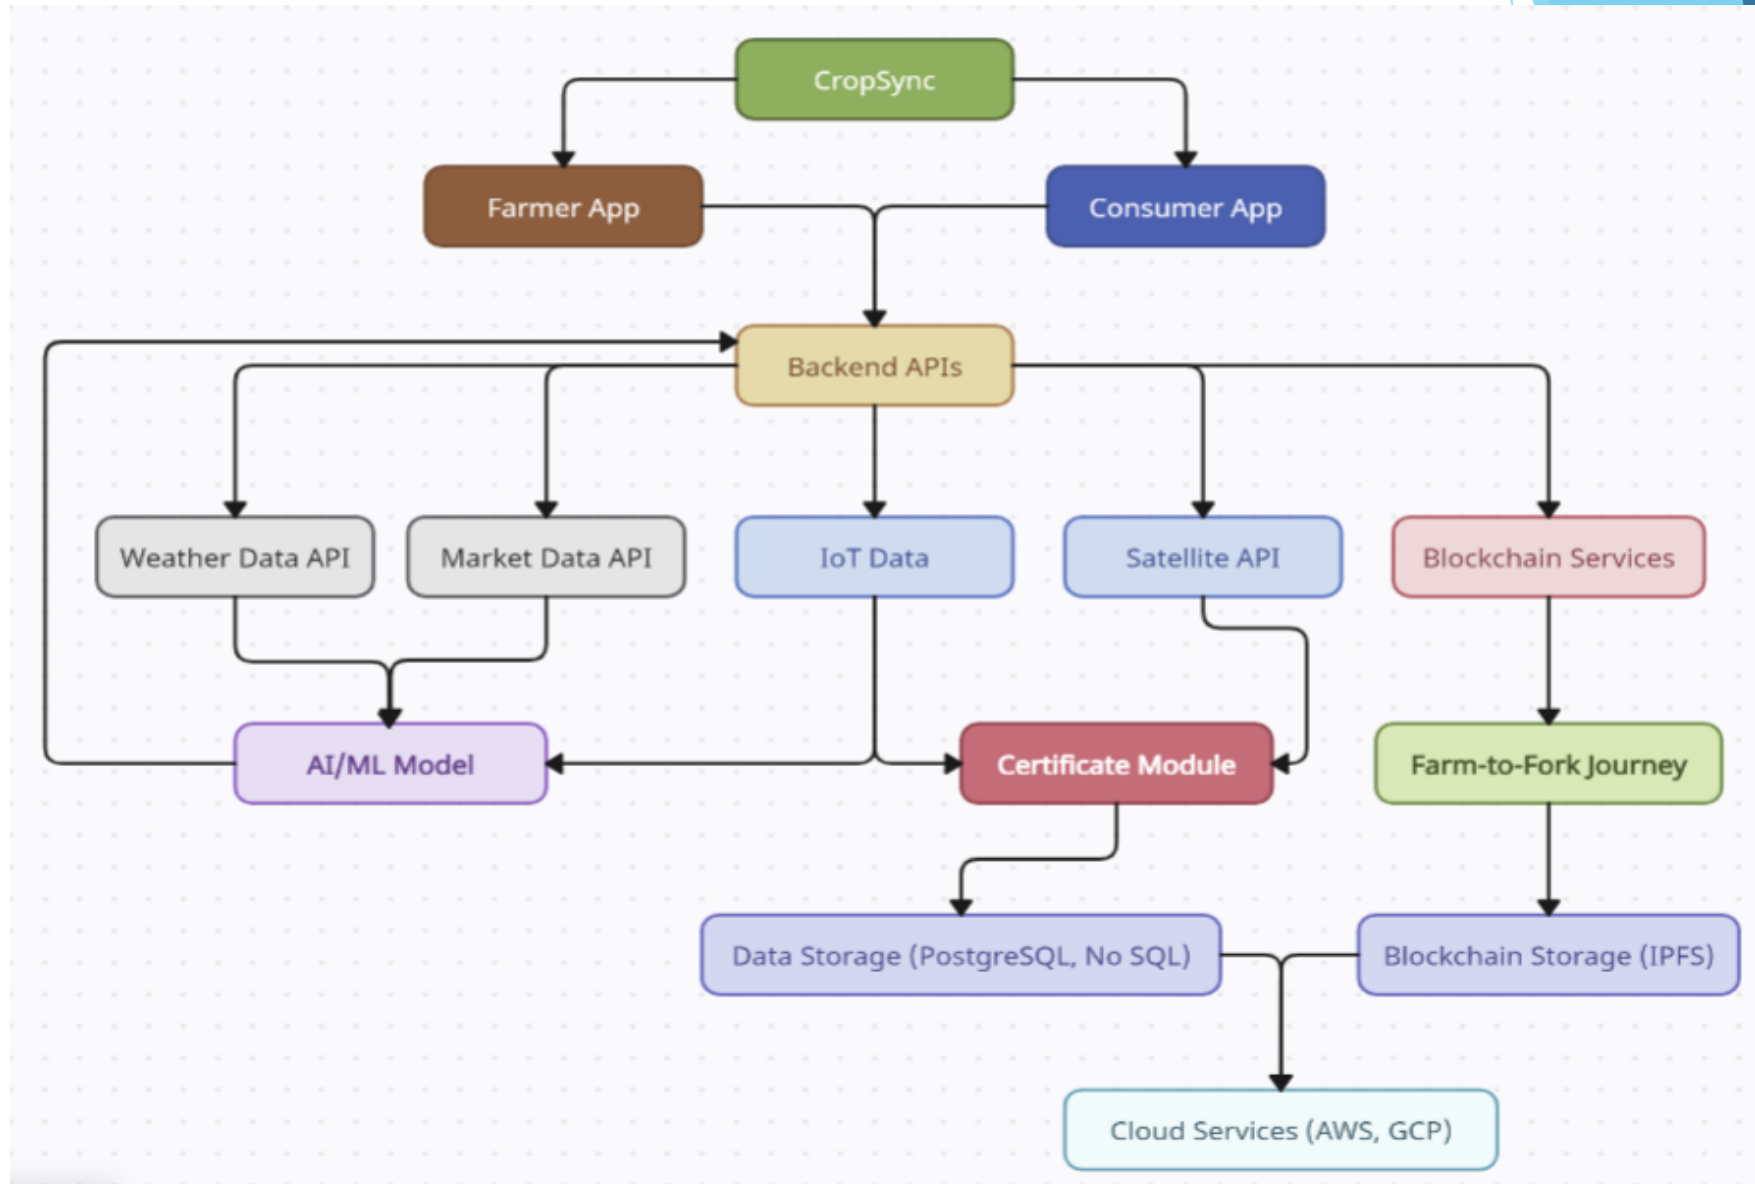 CropSync
Farmer App
Consumer App
Backend APIs
Weather Data API
Market Data API
IoT Data
Satellite API
Blockchain Services
AI/ML Model
Certificate Module
Farm-to-Fork Journey
Data Storage (PostgreSQL, No SQL)
Blockchain Storage (IPFS)
Cloud Services (AWS, GCP)